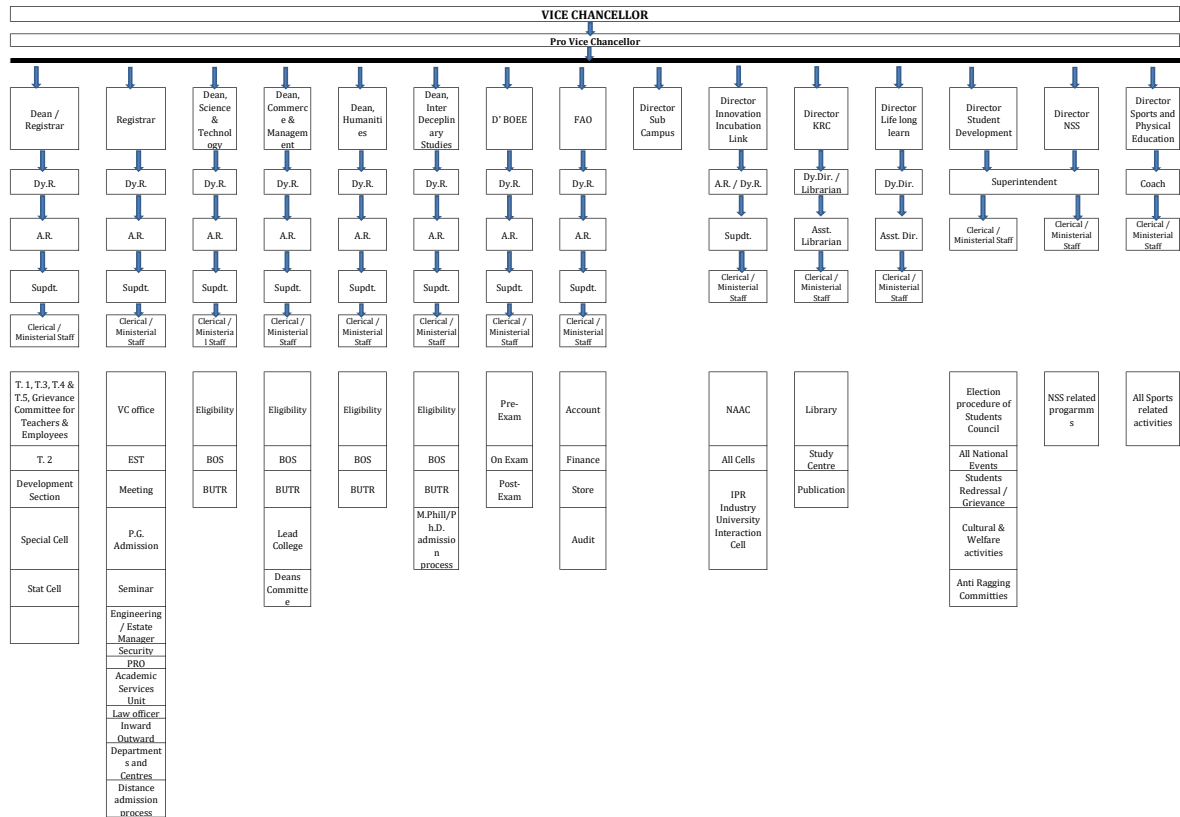 VICE CHANCELLOR
Pro Vice Chancellor
Dean /
Registrar
Registrar
Dean,
Science
&
Technol
ogy
Dean,
Commerc
e &
Managem
ent
Dean,
Humaniti
es
Dean,
Inter
Deceplin
ary
Studies
D' BOEE
FAO
Director
Sub
Campus
Director
Innovation
Incubation
Link
Director
KRC
Director
Life long
learn
Director
Student
Development
Director
NSS
Director
Sports and
Physical
Education
Dy.R.
Dy.R.
Dy.R.
Dy.R.
Dy.R.
Dy.R.
Dy.R.
Dy.R.
A.R. / Dy.R.
Dy.Dir. /
Librarian
Dy.Dir.
Superintendent
Coach
A.R.
A.R.
A.R.
A.R.
A.R.
A.R.
A.R.
A.R.
Supdt.
Asst.
Librarian
Asst. Dir.
Clerical /
Ministerial Staff
Clerical /
Ministerial
Staff
Clerical /
Ministerial
Staff
Supdt.
Supdt.
Supdt.
Supdt.
Supdt.
Supdt.
Supdt.
Supdt.
Clerical /
Ministerial
Staff
Clerical /
Ministerial
Staff
Clerical /
Ministerial
Staff
Clerical /
Ministerial Staff
Clerical /
Ministerial
Staff
Clerical /
Ministeria
l Staff
Clerical /
Ministerial
Staff
Clerical /
Ministerial
Staff
Clerical /
Ministerial
Staff
Clerical /
Ministerial
Staff
Clerical /
Ministerial
Staff
T. 1, T.3, T.4 &
T.5, Grievance
Committee for
Teachers &
Employees
VC office
Eligibility
Eligibility
Eligibility
Eligibility
Pre-
Exam
Account
NAAC
Library
Election
procedure of
Students
Council
NSS related
progarmm
s
All Sports
related
activities
T. 2
EST
BOS
BOS
BOS
BOS
On Exam
Finance
All Cells
Study
Centre
All National
Events
Development
Section
Meeting
BUTR
BUTR
BUTR
BUTR
Post-
Exam
Store
IPR
Industry
University
Interaction
Cell
Publication
Students
Redressal /
Grievance
Special Cell
P.G.
Admission
Lead
College
M.Phill/P
h.D.
admissio
n
process
Audit
Cultural &
Welfare
activities
Stat Cell
Seminar
Deans
Committe
e
Anti Ragging
Committies
Engineering
/ Estate
Manager
Security
PRO
Academic
Services
Unit
Law officer
Inward
Outward
Department
s and
Centres
Distance
admission
process